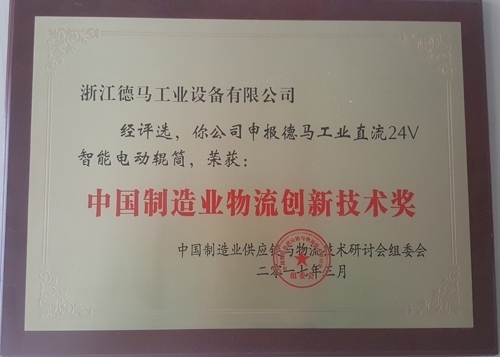 浙江德马工业设备有限公司
经评选，你公司申报德马工业直流24V
智能电动辊筒，荣获：
中国制造业物流创新技术奖
中国制造业供应链与物流技术研讨会组委会
二零一七年三月